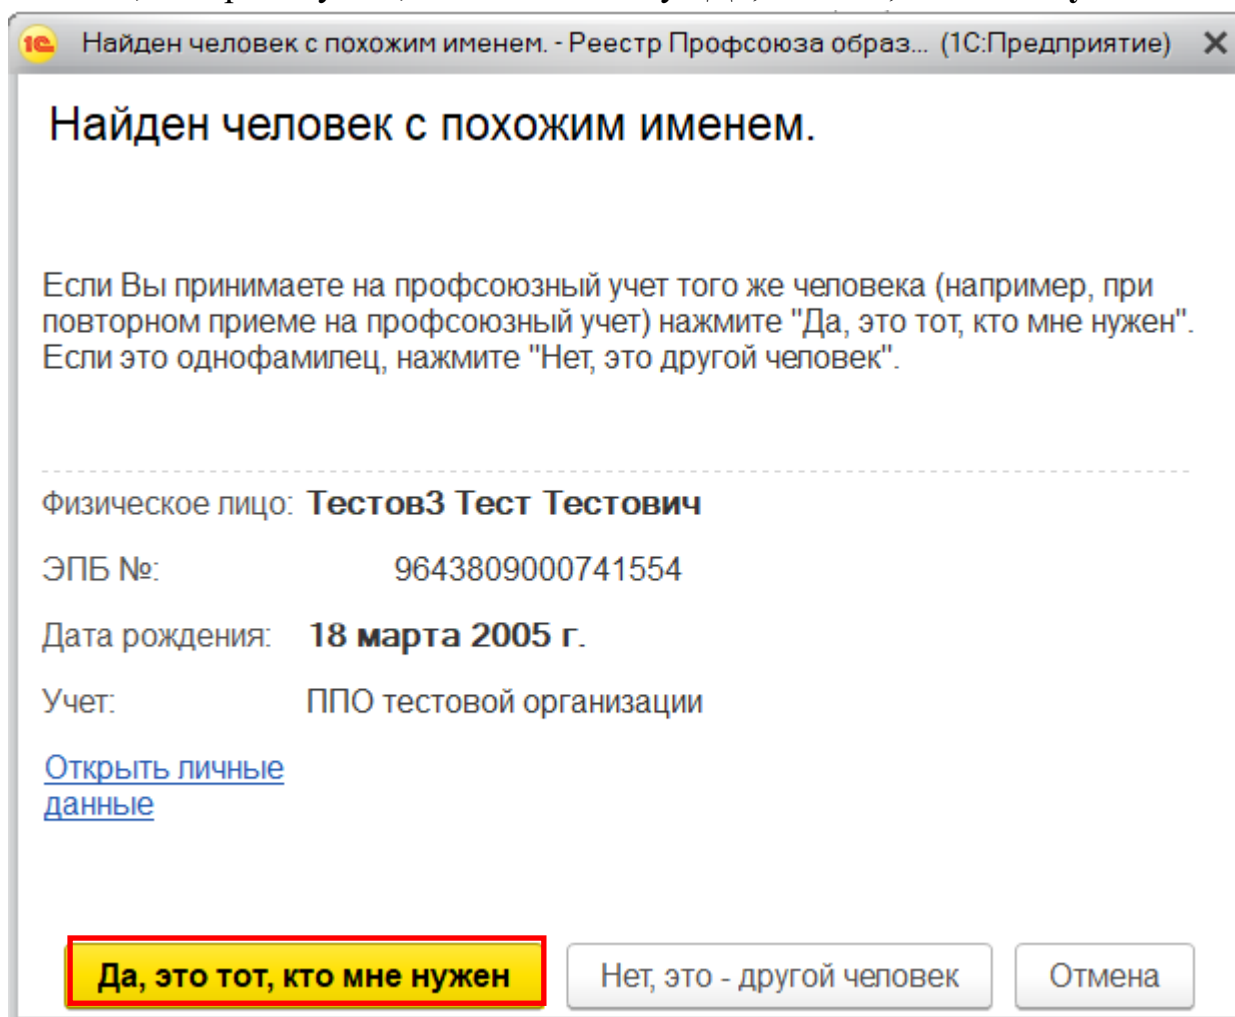 Найден человек с похожим именем. - Реестр Профсоюза образ... (1С:Предприятие)
Найден человек с похожим именем.
Если Вы принимаете на профсоюзный учет того же человека (например, при
повторном приеме на профсоюзный учет) нажмите "Да, это тот, кто мне нужен".
Если это однофамилец, нажмите "Нет, это другой человек".
Физическое лицо: Тестов3 Тест Тестович
ЭПБ №: 9643809000741554
Дата рождения: 18 марта 2005 г.
Учет: ППО тестовой организации
Открыть личные
данные
Да, это тот, кто мне нужен Нет, это - другой человек Отмена